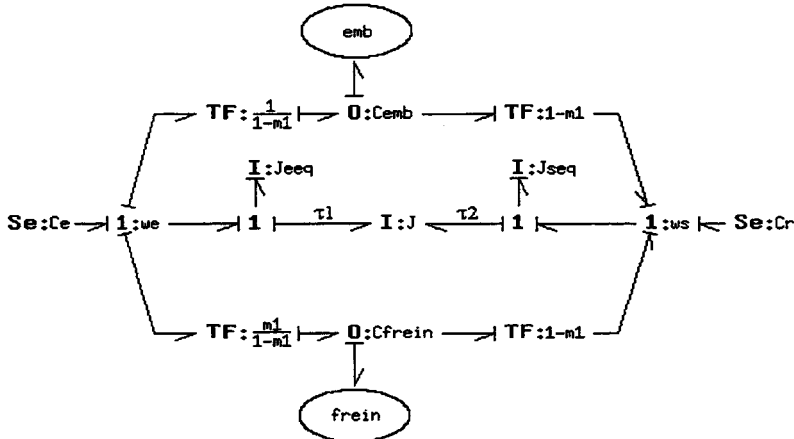 emb
TF: 1/(1-m1) 0:Cemb TF:1-m1
I:Jeeq I:Jseq
Se:Ce 1:we 1 τ1 I:J τ2 1 1:ws Se:Cr
TF: m1/(1-m1) 0:Cfrein TF:1-m1
frein